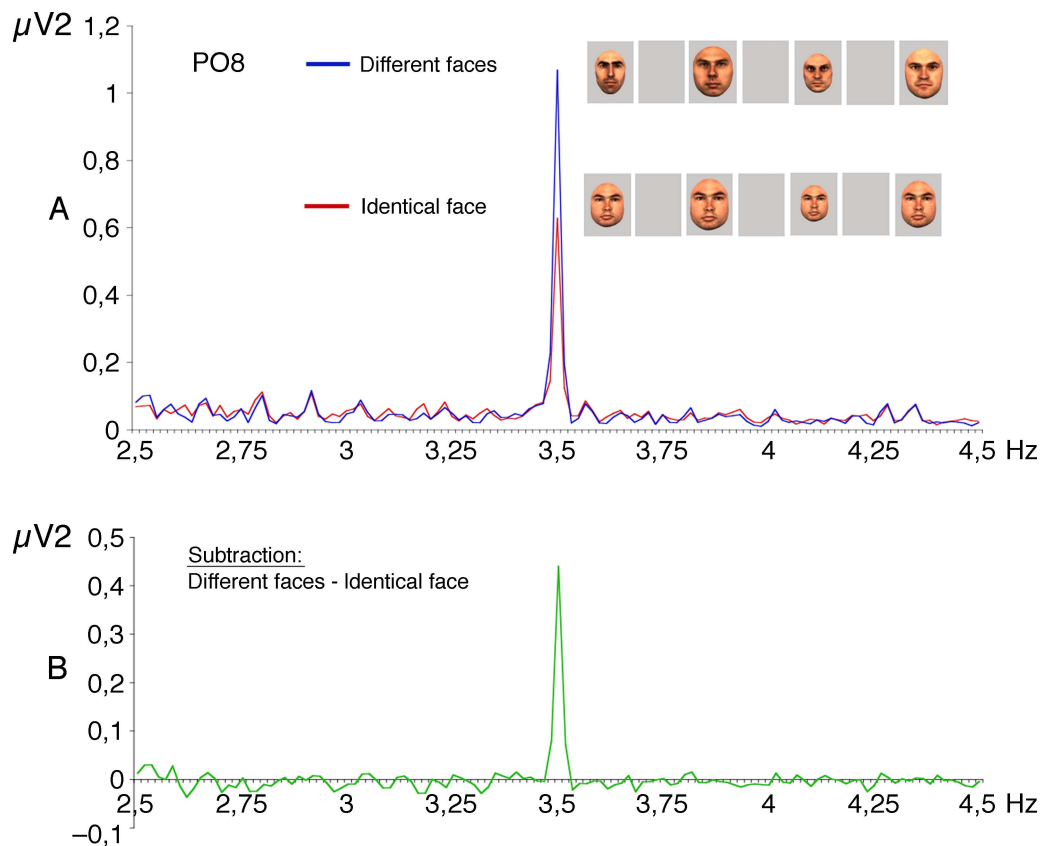 µV2
1,2
PO8
Different faces
1
0,8
A
Identical face
0,6
0,4
0,2
0
2,5 2,75 3 3,25 3,5 3,75 4 4,25 4,5 Hz
µV2
0,5
Subtraction:
Different faces - Identical face
0,4
0,3
B
0,2
0,1
0
2,5 2,75 3 3,25 3,5 3,75 4 4,25 4,5 Hz
–0,1